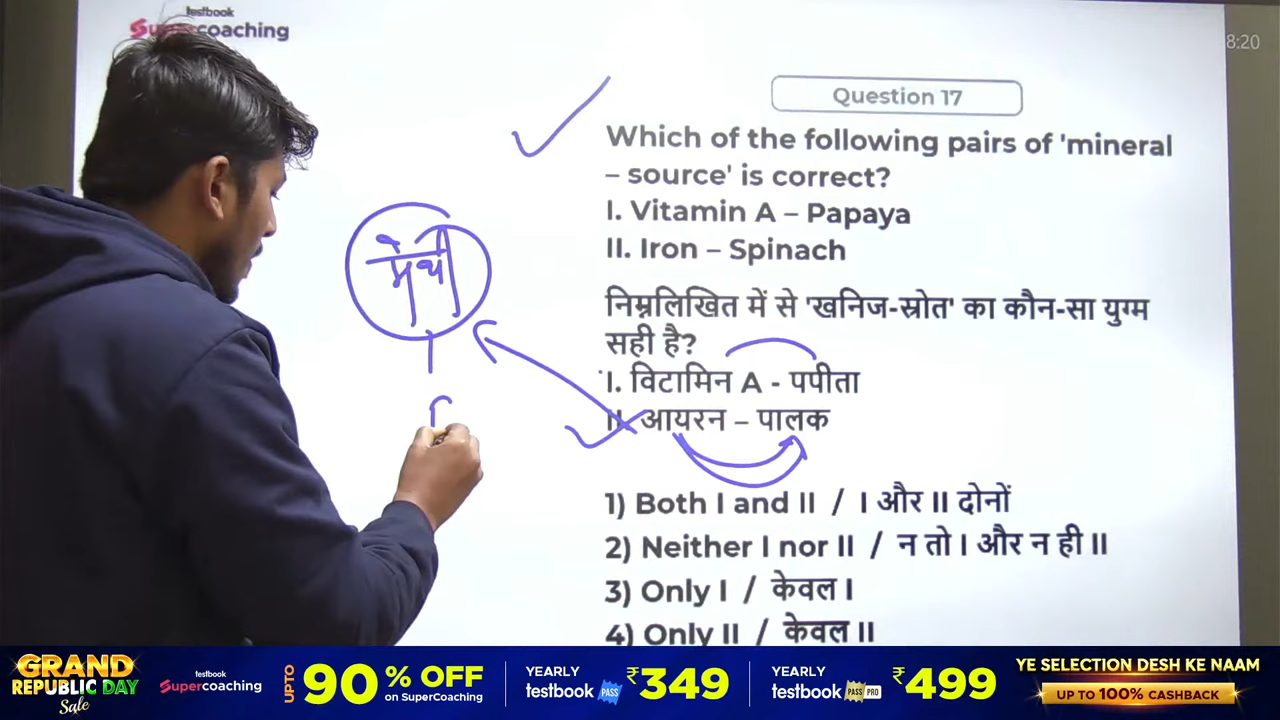 testbook
Supercoaching
8:20
Question 17
Which of the following pairs of 'mineral
– source' is correct?
I. Vitamin A – Papaya
II. Iron – Spinach
मेथी
निम्नलिखित में से 'खनिज-स्रोत' का कौन-सा युग्म
सही है?
I. विटामिन A - पपीता
II. आयरन – पालक
1) Both I and II / I और II दोनों
2) Neither I nor II / न तो I और न ही II
3) Only I / केवल I
4) Only II / केवल II
GRAND
REPUBLIC DAY
Sale
testbook
Supercoaching
UPTO 90% OFF
on SuperCoaching
YEARLY
testbook PASS ₹349
YEARLY
testbook PASS PRO ₹499
YE SELECTION DESH KE NAAM
UP TO 100% CASHBACK